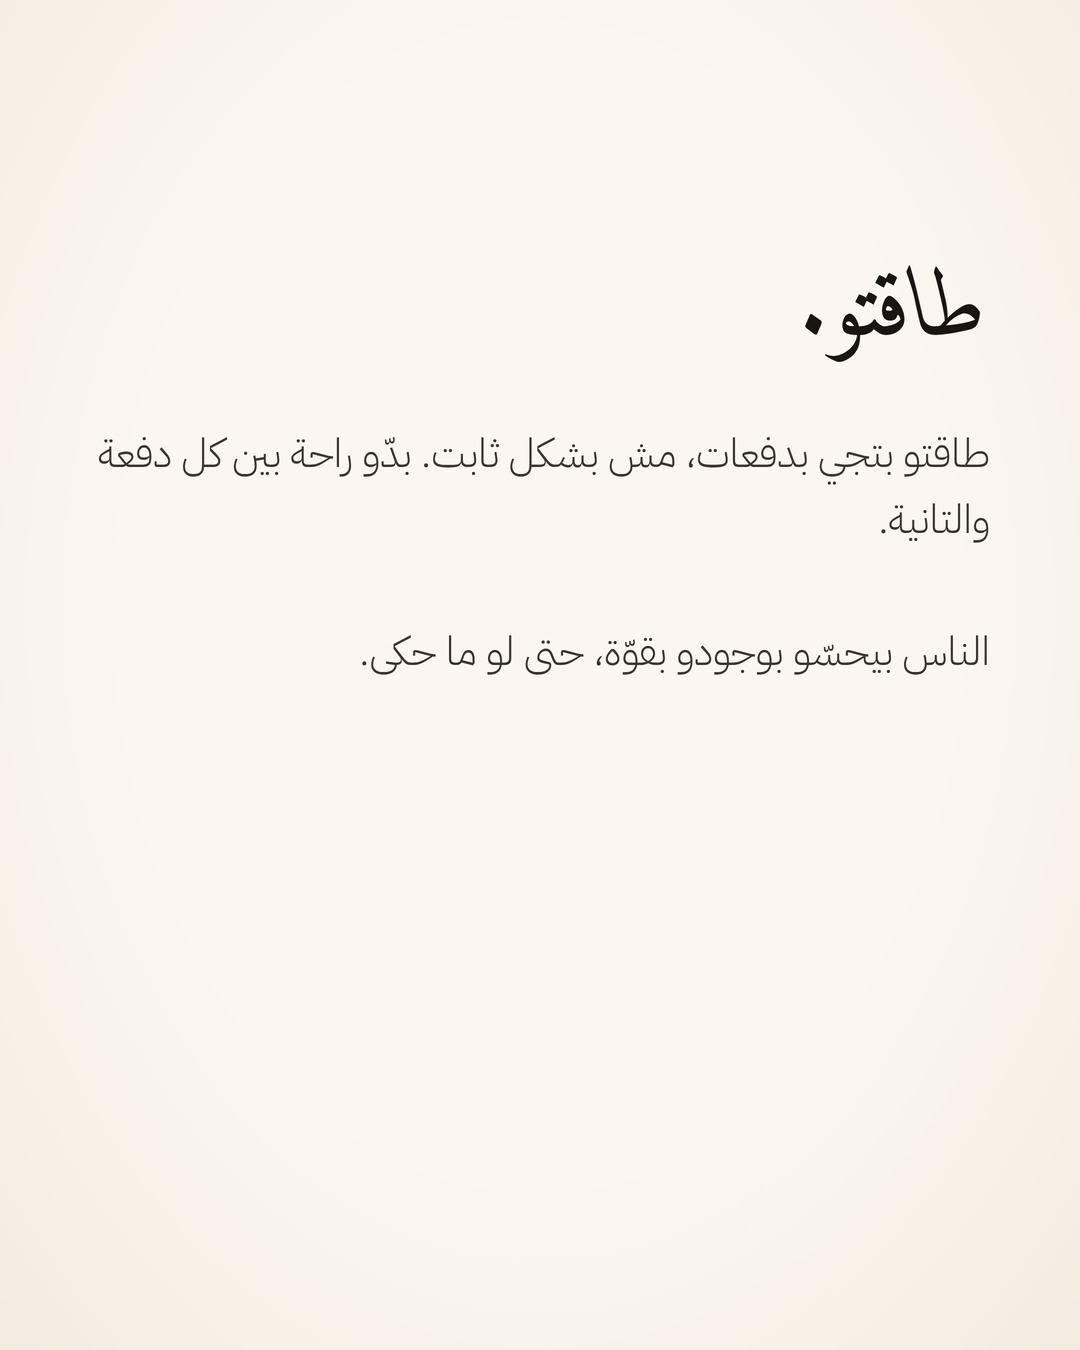 طاقتو.
طاقتو بتجي بدفعات، مش بشكل ثابت. بدّو راحة بين كل دفعة
والتانية.
الناس بيحسّو بوجودو بقوّة، حتى لو ما حكى.